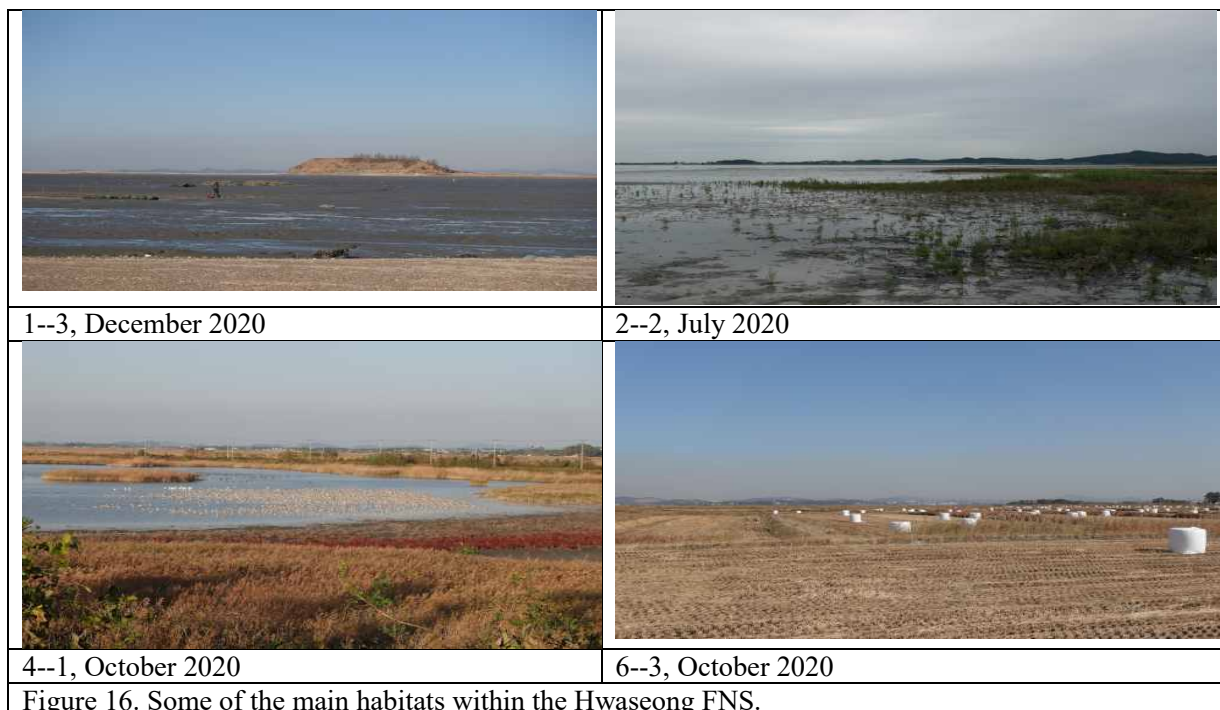 1--3, December 2020
2--2, July 2020
4--1, October 2020
6--3, October 2020
Figure 16. Some of the main habitats within the Hwaseong FNS.